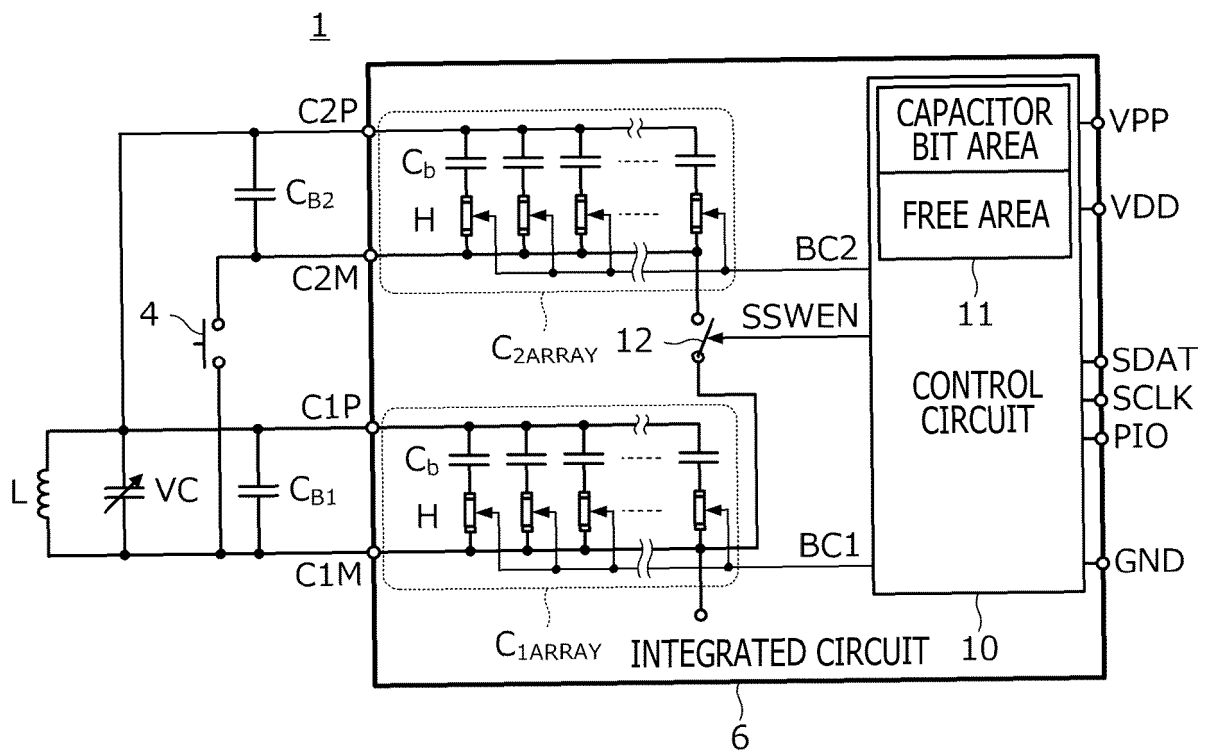 1
C2P
CAPACITOR
BIT AREA
VPP
Cb
CB2
H
FREE AREA
VDD
BC2
C2M
11
4
C2ARRAY
12
SSWEN
SDAT
CONTROL
CIRCUIT
SCLK
C1P
PIO
Cb
L
VC
CB1
H
BC1
GND
C1M
C1ARRAY
INTEGRATED CIRCUIT
10
6